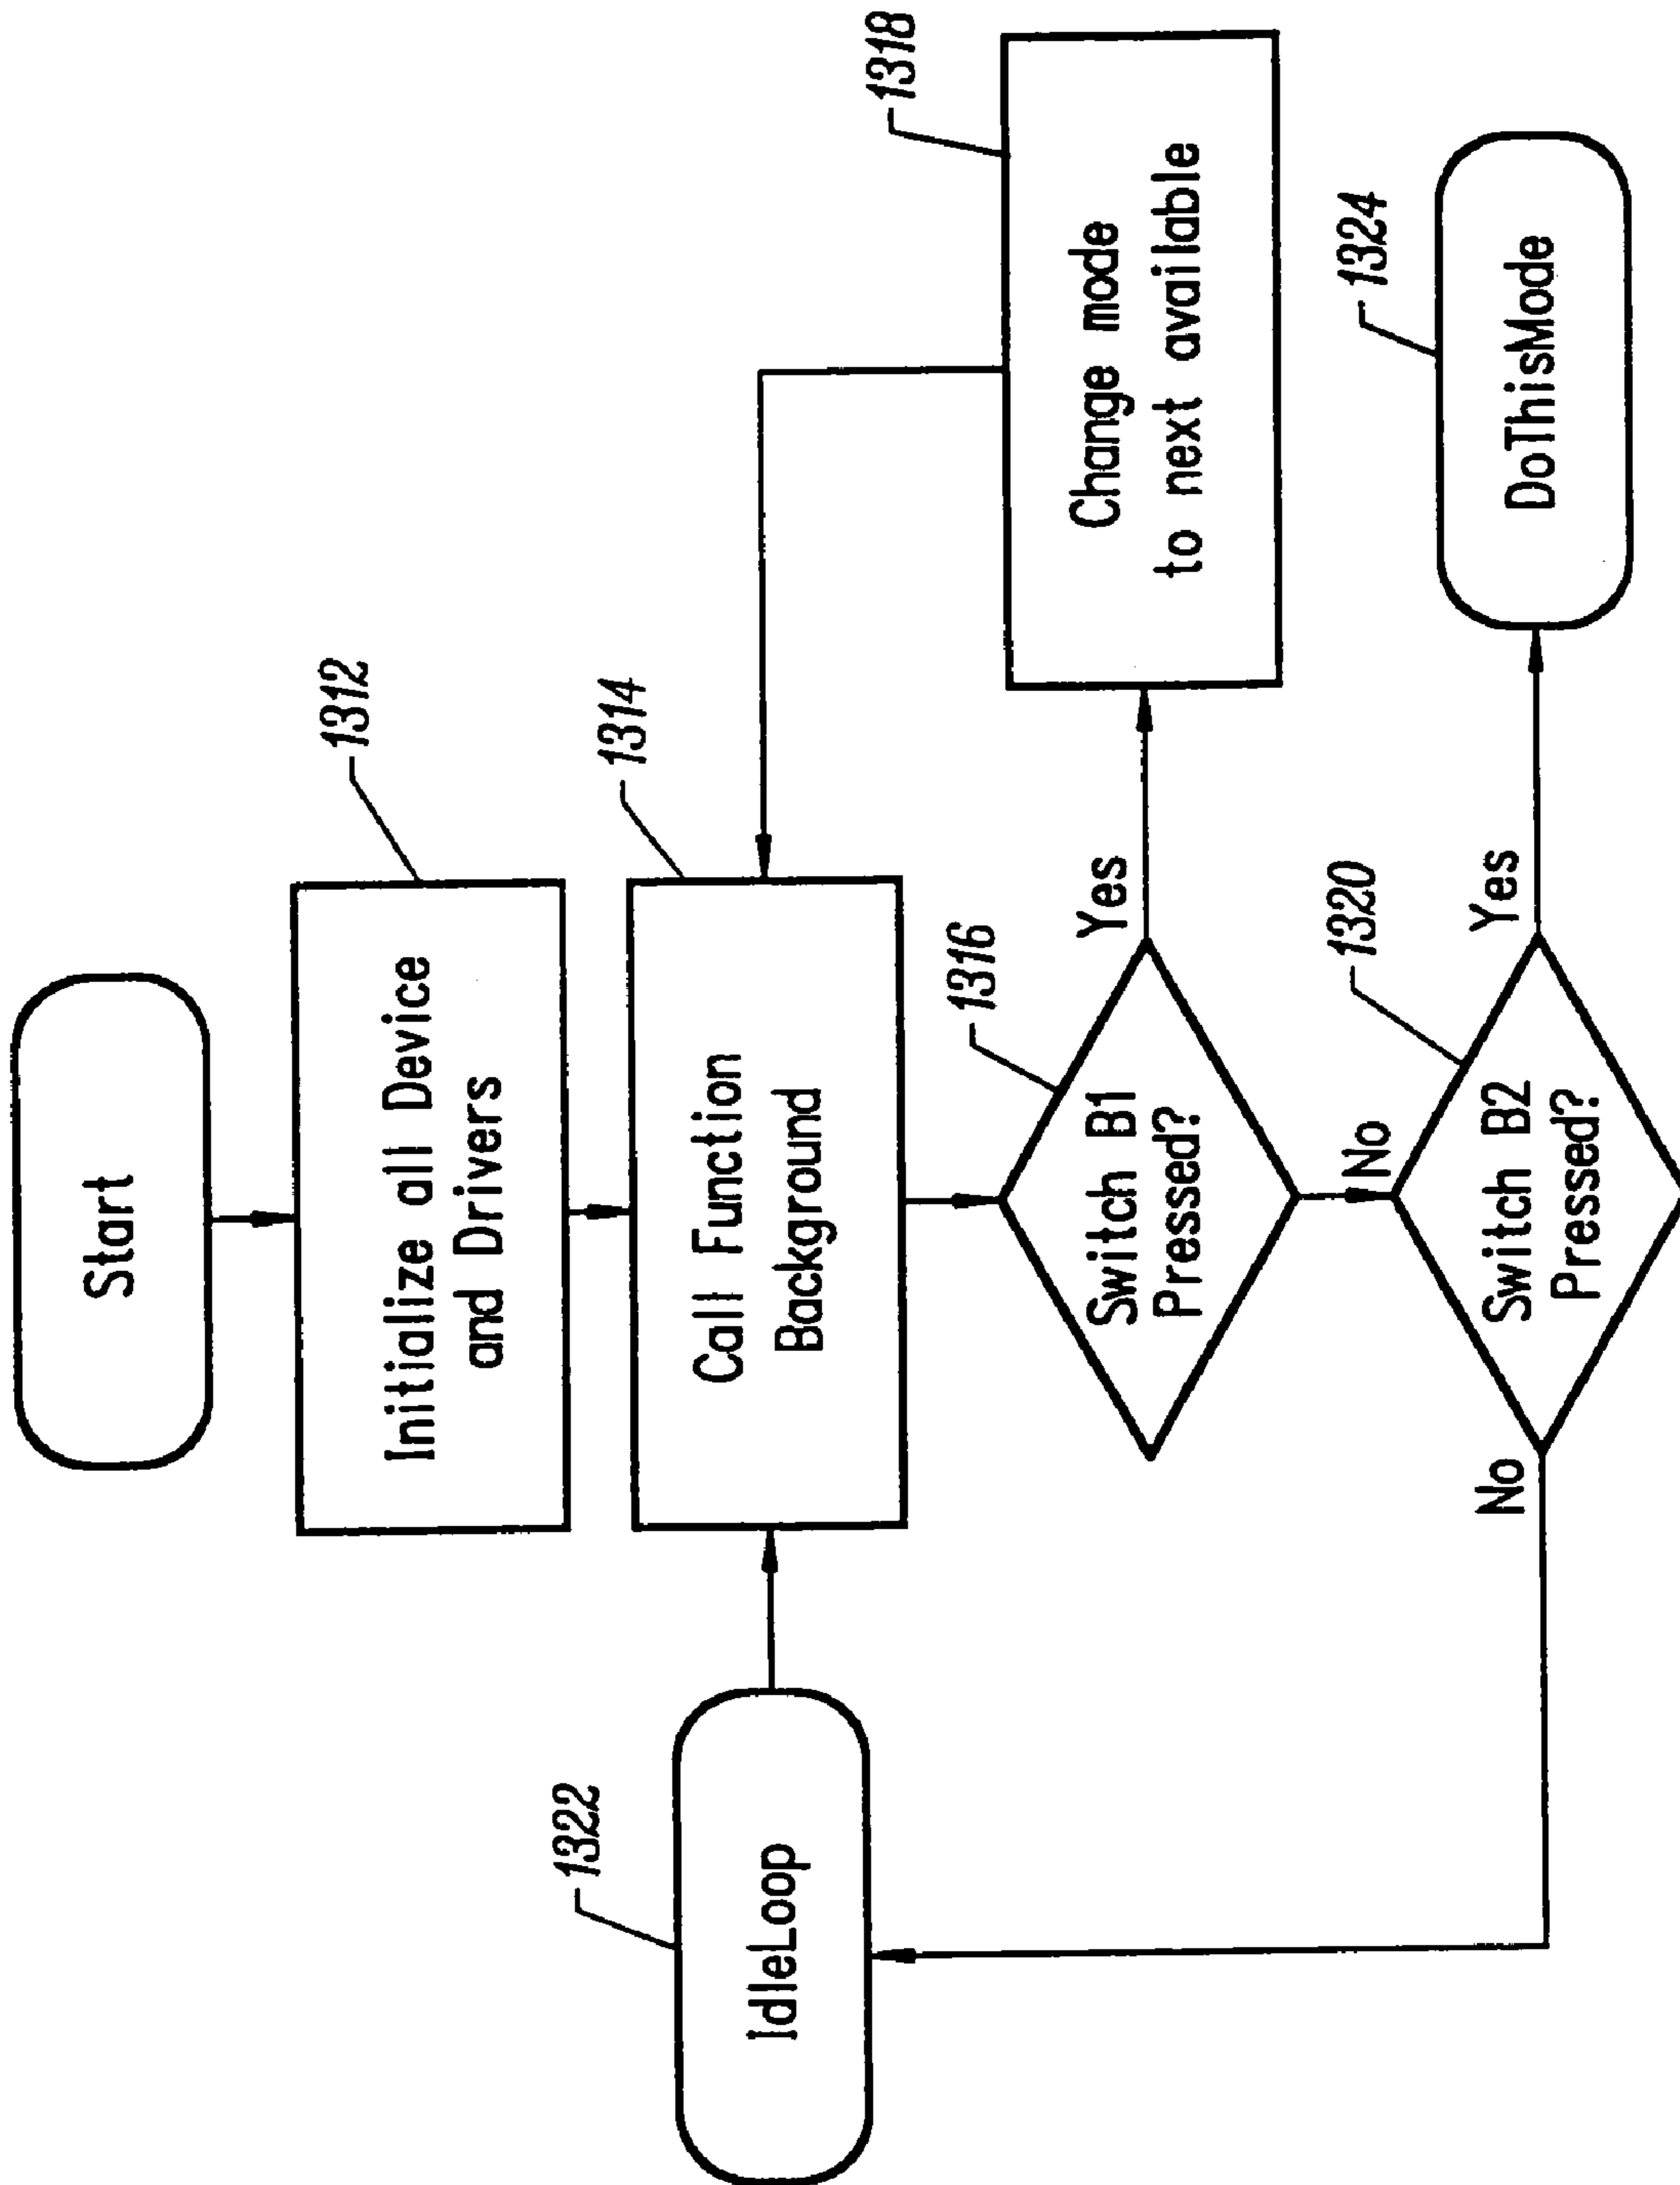 Start
1312
Initialize all Device
and Drivers
1314
Call Function
Background
1322
IdleLoop
1316
Switch B1
Pressed?
Yes
1318
Change mode
to next available
No
1320
Switch B2
Pressed?
Yes
No
1324
DoThisMode